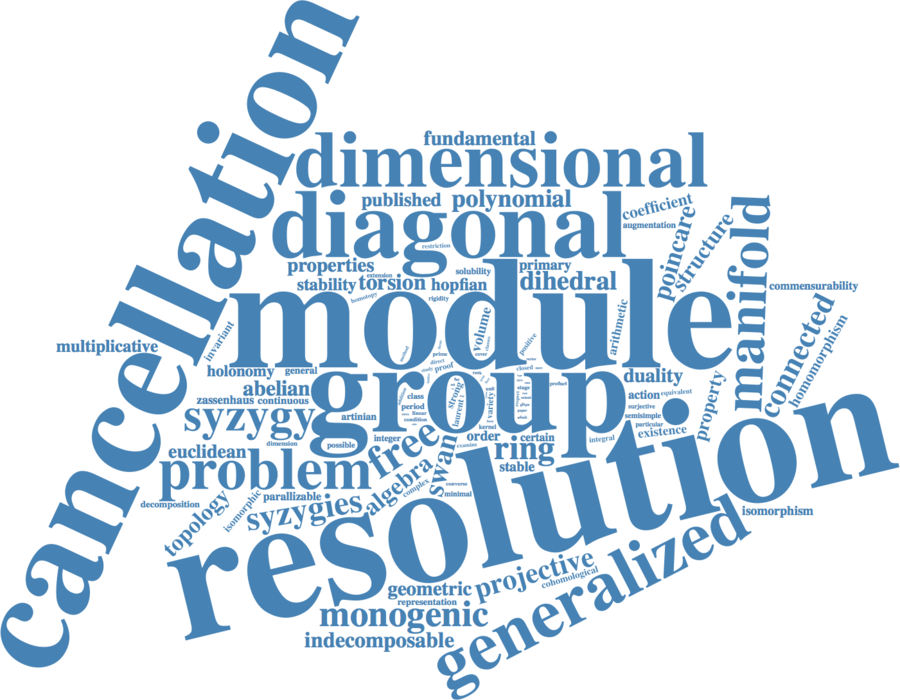 cancellation
fundamental
dimensional
published
polynomial
coefficient
augmentation
diagonal
restriction
poincare
structure
manifold
properties
extension
solubility
primary
stability
torsion
hopfian
dihedral
commensurability
homotopy
rigidity
module
volume
arithmetic
positive
connected
homomorphism
invariant
multiplicative
holonomy
general
prime
direct
proof
cover
closed
duality
abelian
group
action
equivalent
property
zassenhaus
continuous
class
strong
laurent
variety
stage
product
period
linear
condition
surjective
semisimple
syzygy
artinian
free
kernel
particular
existence
integer
order
certain
integral
possible
dimension
euclidean
problem
swan
ring
stable
algebra
complex
converse
minimal
decomposition
topology
isomorphic
parallizable
syzygies
resolution
isomorphism
generalized
geometric
projective
cohomological
representation
monogenic
indecomposable